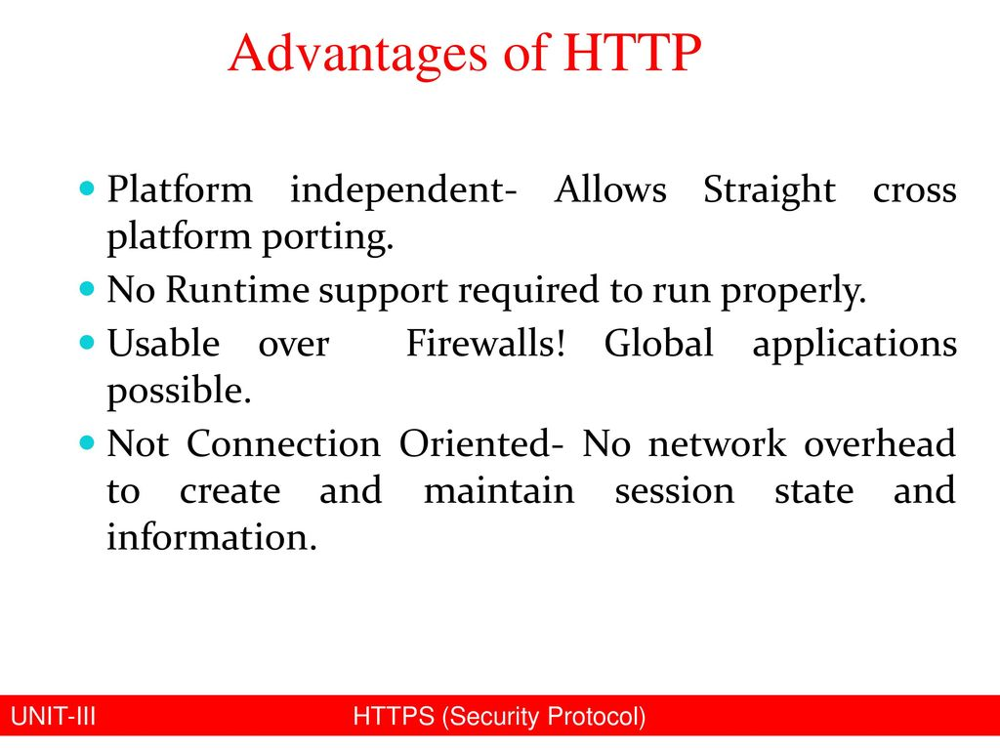 Advantages of HTTP
Platform independent- Allows Straight cross
platform porting.
No Runtime support required to run properly.
Usable over Firewalls! Global applications
possible.
Not Connection Oriented- No network overhead
to create and maintain session state and
information.
UNIT-III HTTPS (Security Protocol)